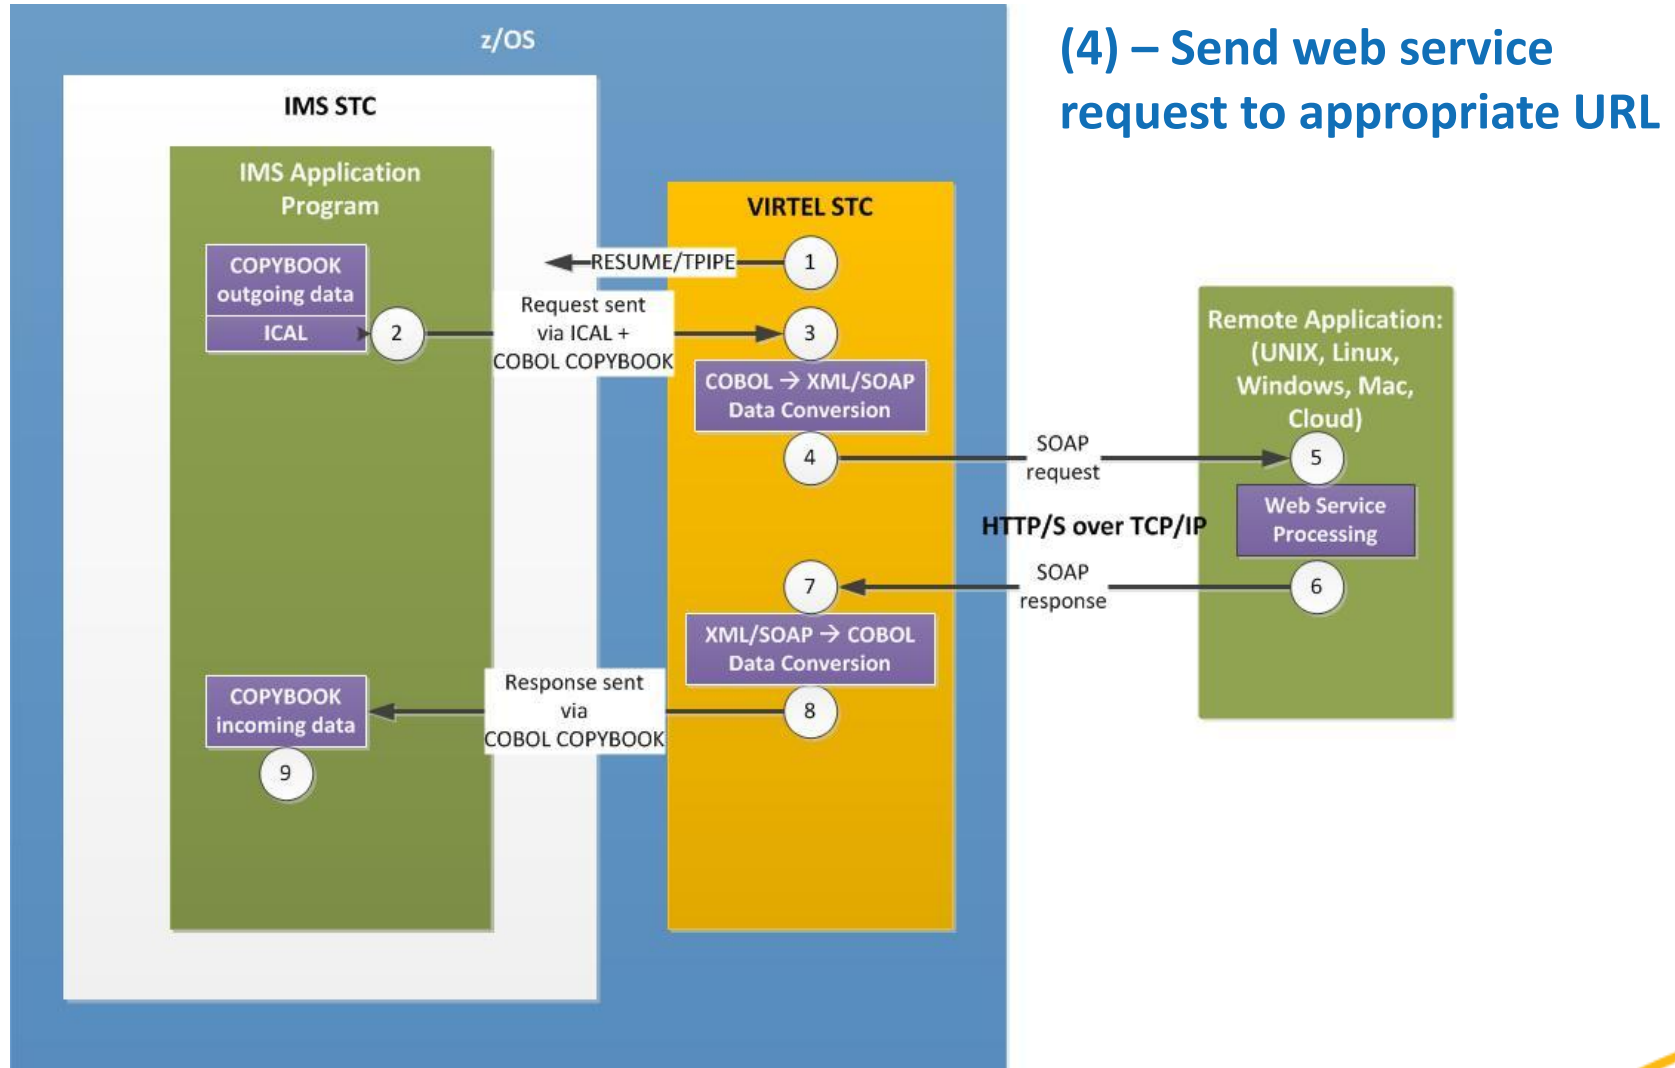 z/OS
(4) – Send web service
request to appropriate URL
IMS STC
IMS Application
Program
VIRTEL STC
COPYBOOK
outgoing data
ICAL
2
RESUME/TPIPE
1
Request sent
via ICAL +
COBOL COPYBOOK
3
COBOL → XML/SOAP
Data Conversion
4
SOAP
request
Remote Application:
(UNIX, Linux,
Windows, Mac,
Cloud)
5
Web Service
Processing
HTTP/S over TCP/IP
6
SOAP
response
7
XML/SOAP → COBOL
Data Conversion
8
Response sent
via
COBOL COPYBOOK
COPYBOOK
incoming data
9